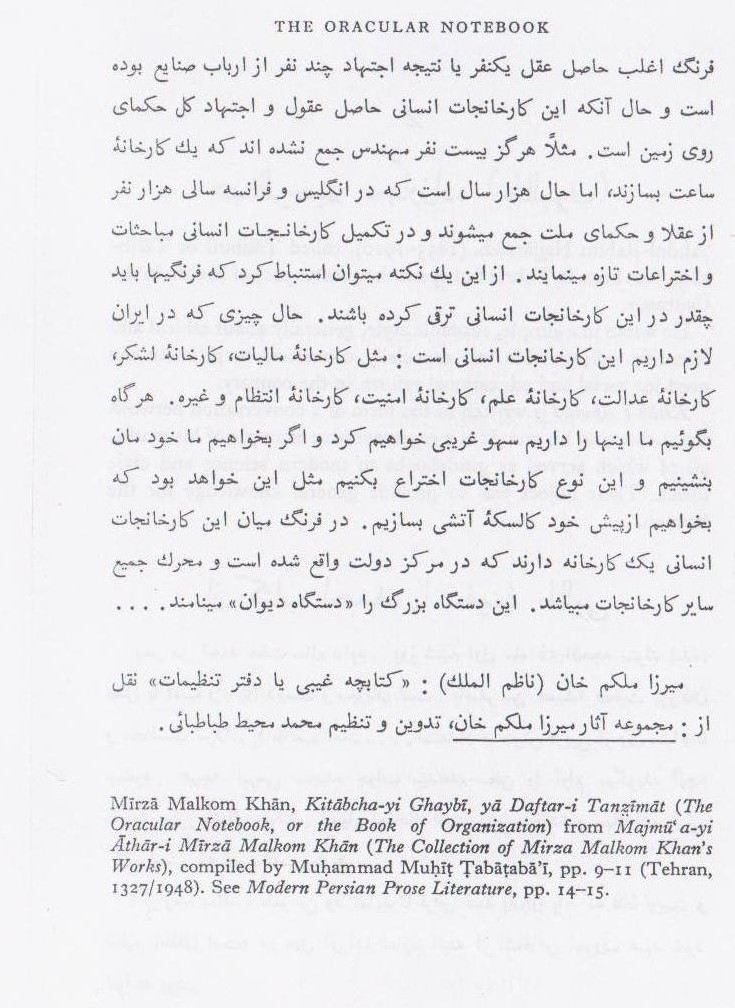 THE ORACULAR NOTEBOOK
فرنگ اغلب حاصل عقل یکنفر یا نتیجه اجتهاد چند نفر از ارباب صنایع بوده
است و حال آنکه این کارخانجات انسانی حاصل عقول و اجتهاد کل حکمای
روی زمین است. مثلاً هرگز بیست نفر مهندس جمع نشده اند که یك کارخانهٔ
ساعت بسازند، اما حال هزار سال است که در انگلیس و فرانسه سالی هزار نفر
از عقلا و حکمای ملت جمع میشوند و در تکمیل کارخانجات انسانی مباحثات
و اختراعات تازه مینمایند. از این یك نکته میتوان استنباط کرد که فرنگیها باید
چقدر در این کارخانجات انسانی ترقی کرده باشند. حال چیزی که در ایران
لازم داریم این کارخانجات انسانی است : مثل کارخانهٔ مالیات، کارخانهٔ لشکر،
کارخانهٔ عدالت، کارخانهٔ علم، کارخانهٔ امنیت، کارخانهٔ انتظام و غیره. هرگاه
بگوئیم ما اینها را داریم سهو غریبی خواهیم کرد و اگر بخواهیم ما خود مان
بنشینیم و این نوع کارخانجات اختراع بکنیم مثل این خواهد بود که
بخواهیم ازپیش خود کالسکهٔ آتشی بسازیم. در فرنگ میان این کارخانجات
انسانی یك کارخانه دارند که در مرکز دولت واقع شده است و محرك جمیع
سایر کارخانجات میباشد. این دستگاه بزرگ را «دستگاه دیوان» مینامند. . . .
میرزا ملکم خان (ناظم الملك) : «کتابچه غیبی یا دفتر تنظیمات» نقل
از : مجموعه آثار میرزا ملکم خان، تدوین و تنظیم محمد محیط طباطبائی.
Mīrzā Malkom Khān, Kitābcha-yi Ghaybī, yā Daftar-i Tanẓīmāt (The
Oracular Notebook, or the Book of Organization) from Majmūʿa-yi
Āthār-i Mīrzā Malkom Khān (The Collection of Mirza Malkom Khan's
Works), compiled by Muḥammad Muḥīṭ Ṭabāṭabā'ī, pp. 9–11 (Tehran,
1327/1948). See Modern Persian Prose Literature, pp. 14–15.